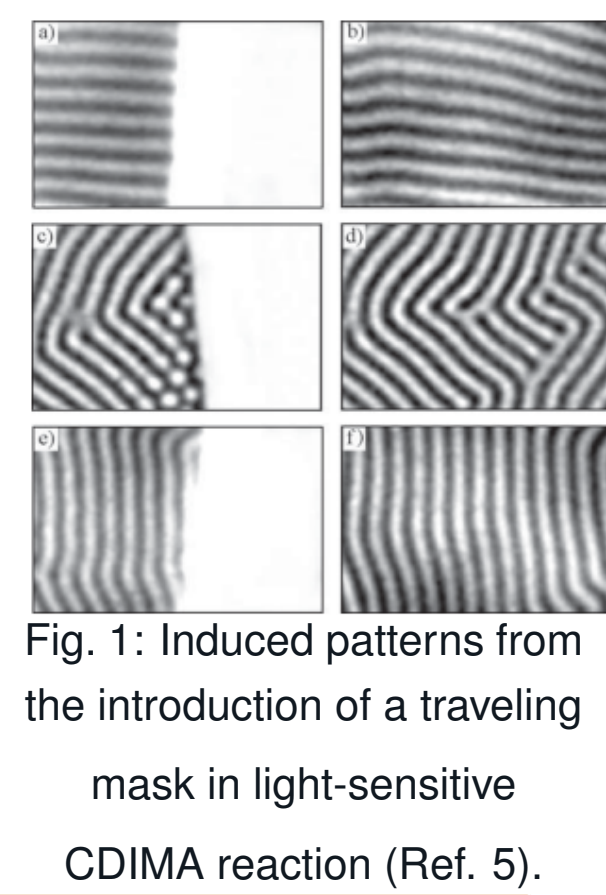 a)
b)
c)
d)
e)
f)
Fig. 1: Induced patterns from
the introduction of a traveling
mask in light-sensitive
CDIMA reaction (Ref. 5).